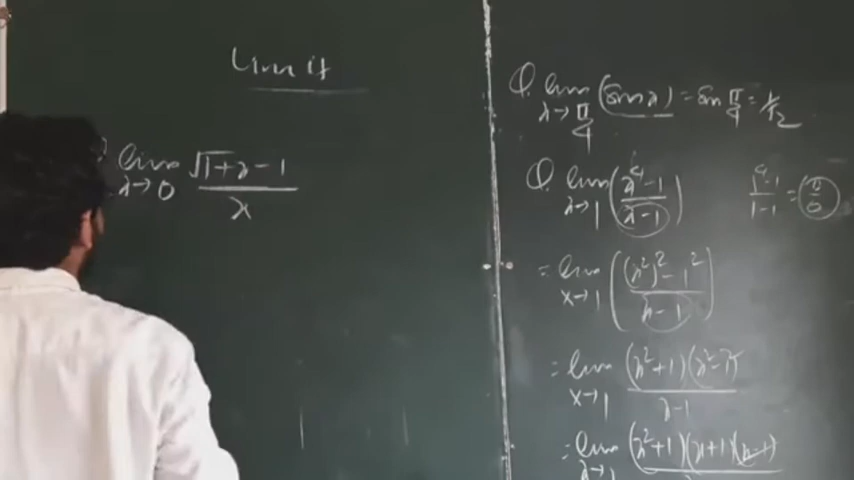 Limit
lim x→0 √1+x - 1 / x
Q. lim x→π/4 (sin x) = sin π/4 = 1/√2
Q. lim x→1 (x⁴-1 / x-1) 1⁴-1 / 1-1 = (0/0)
= lim x→1 ((x²)² - 1² / x-1)
= lim x→1 (x²+1)(x²-1) / x-1
= lim x→1 (x²+1)(x+1)(x-1)